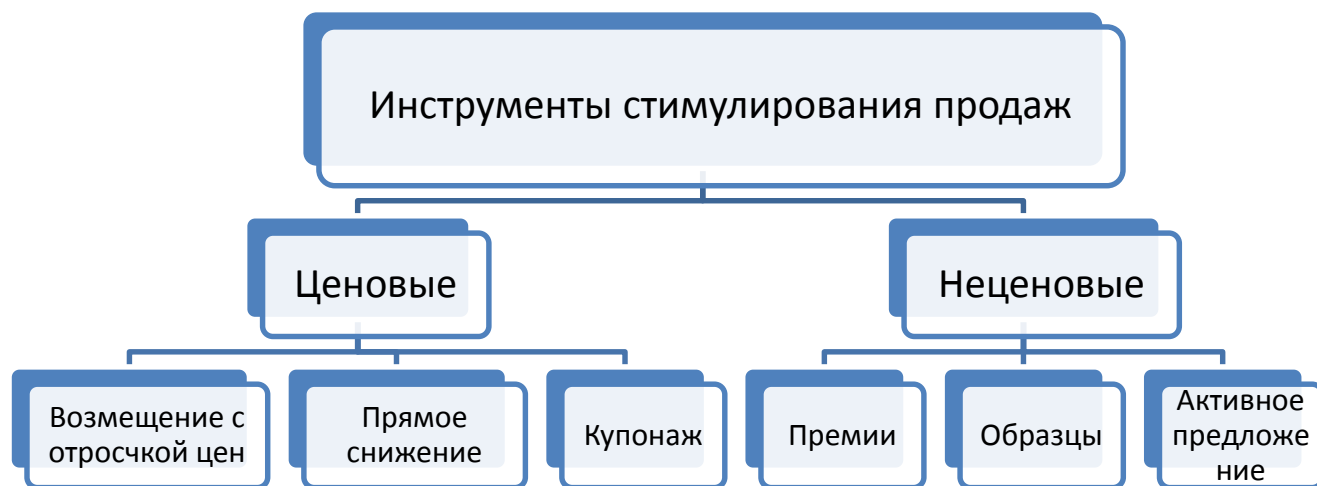 Инструменты стимулирования продаж
Ценовые
Неценовые
Возмещение с
отросчкой цен
Прямое
снижение
Купонаж
Премии
Образцы
Активное
предложе
ние